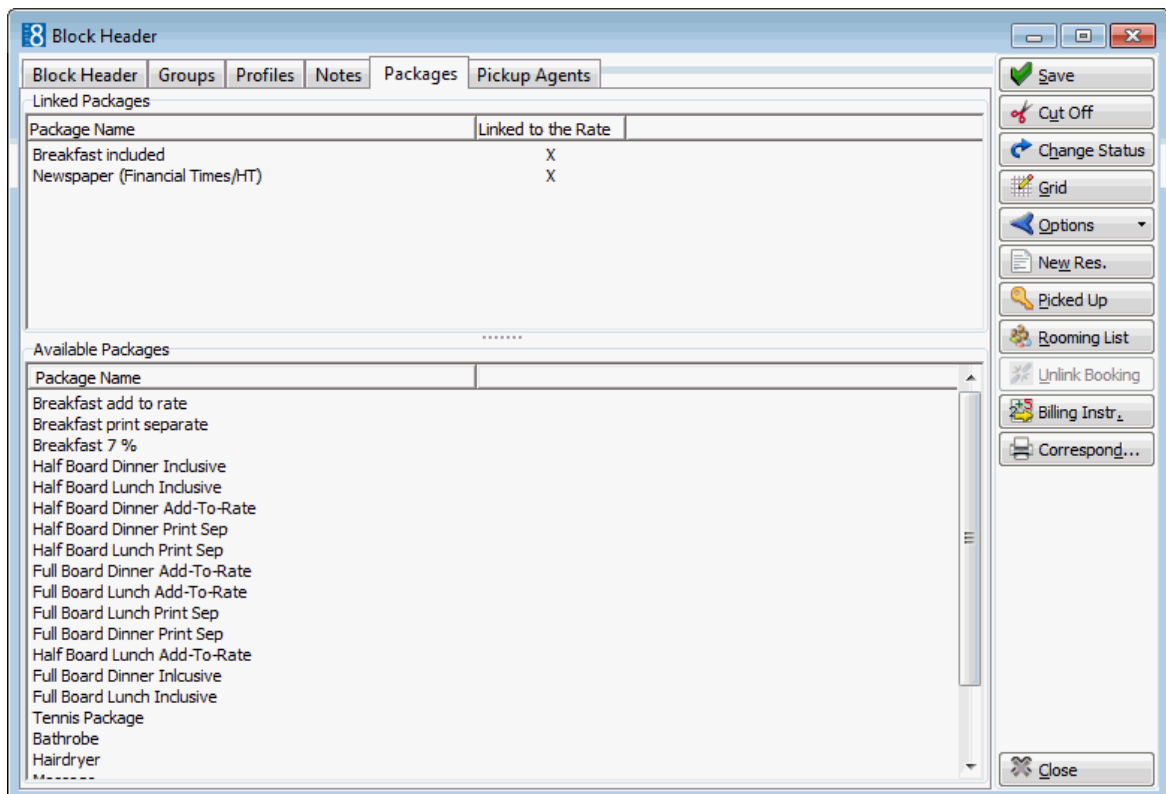 8 Block Header
Block Header Groups Profiles Notes Packages Pickup Agents
Linked Packages
Package Name Linked to the Rate
Breakfast included X
Newspaper (Financial Times/HT) X
Available Packages
Package Name
Breakfast add to rate
Breakfast print separate
Breakfast 7 %
Half Board Dinner Inclusive
Half Board Lunch Inclusive
Half Board Dinner Add-To-Rate
Half Board Dinner Print Sep
Half Board Lunch Print Sep
Full Board Dinner Add-To-Rate
Full Board Lunch Add-To-Rate
Full Board Lunch Print Sep
Full Board Dinner Print Sep
Half Board Lunch Add-To-Rate
Full Board Dinner Inlcusive
Full Board Lunch Inclusive
Tennis Package
Bathrobe
Hairdryer
Save
Cut Off
Change Status
Grid
Options
New Res.
Picked Up
Rooming List
Unlink Booking
Billing Instr.
Correspond...
Close